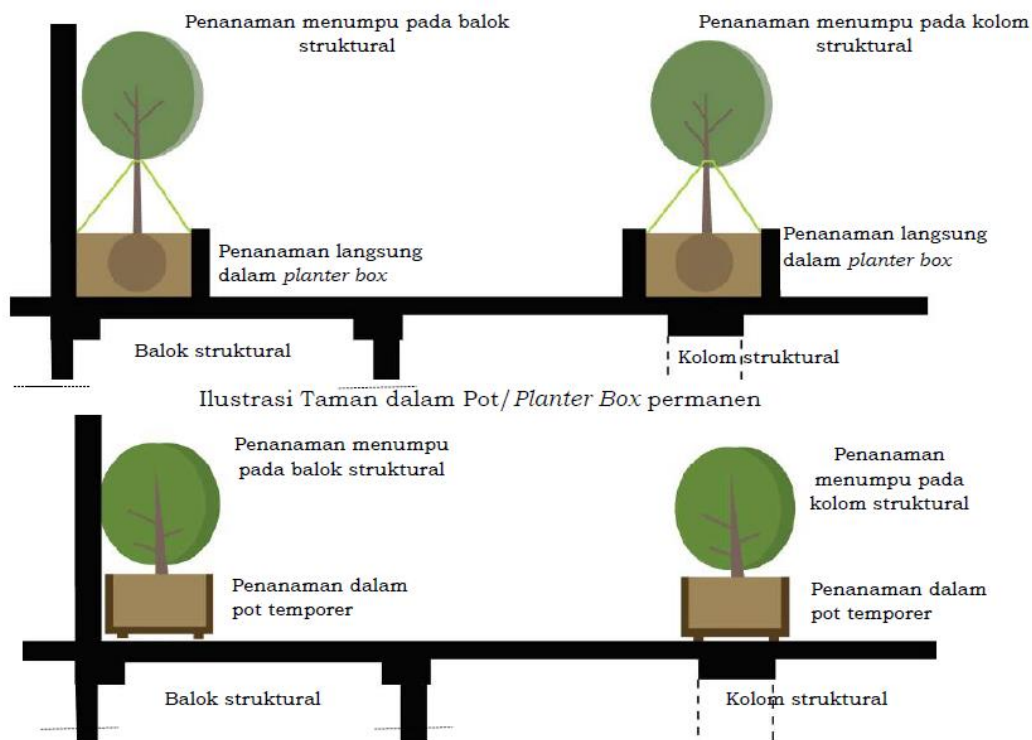 Penanaman menumpu pada balok
struktural
Penanaman menumpu pada kolom
struktural
Penanaman langsung
dalam planter box
Penanaman langsung
dalam planter box
Balok struktural
Kolom struktural
Ilustrasi Taman dalam Pot/Planter Box permanen
Penanaman menumpu
pada balok struktural
Penanaman
menumpu pada
kolom struktural
Penanaman dalam
pot temporer
Penanaman dalam
pot temporer
Balok struktural
Kolom struktural